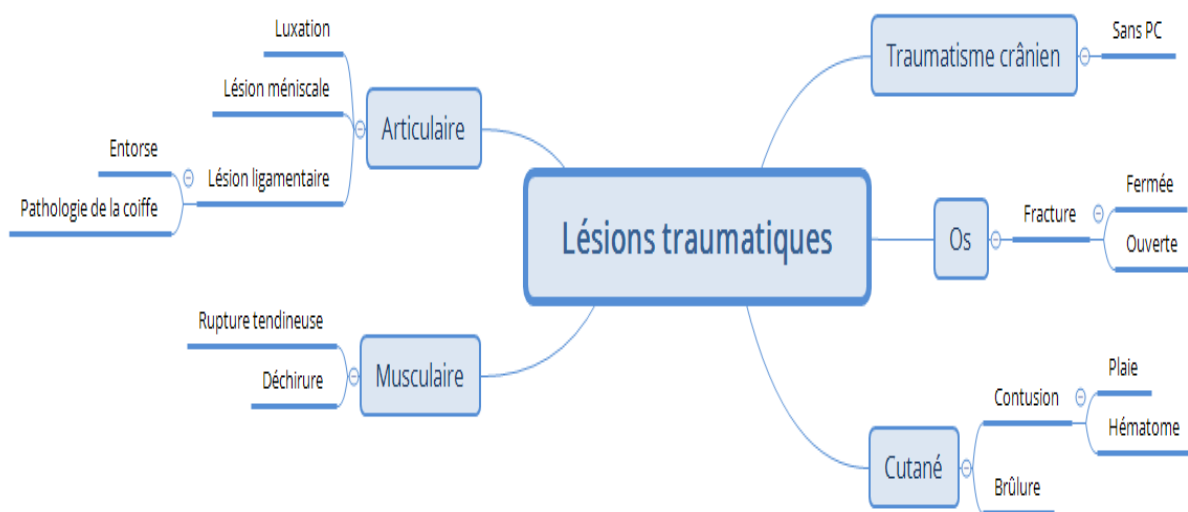 Lésions traumatiques
Traumatisme crânien
Sans PC
Os
Fracture
Fermée
Ouverte
Cutané
Contusion
Plaie
Hématome
Brûlure
Articulaire
Luxation
Lésion méniscale
Lésion ligamentaire
Entorse
Pathologie de la coiffe
Musculaire
Rupture tendineuse
Déchirure